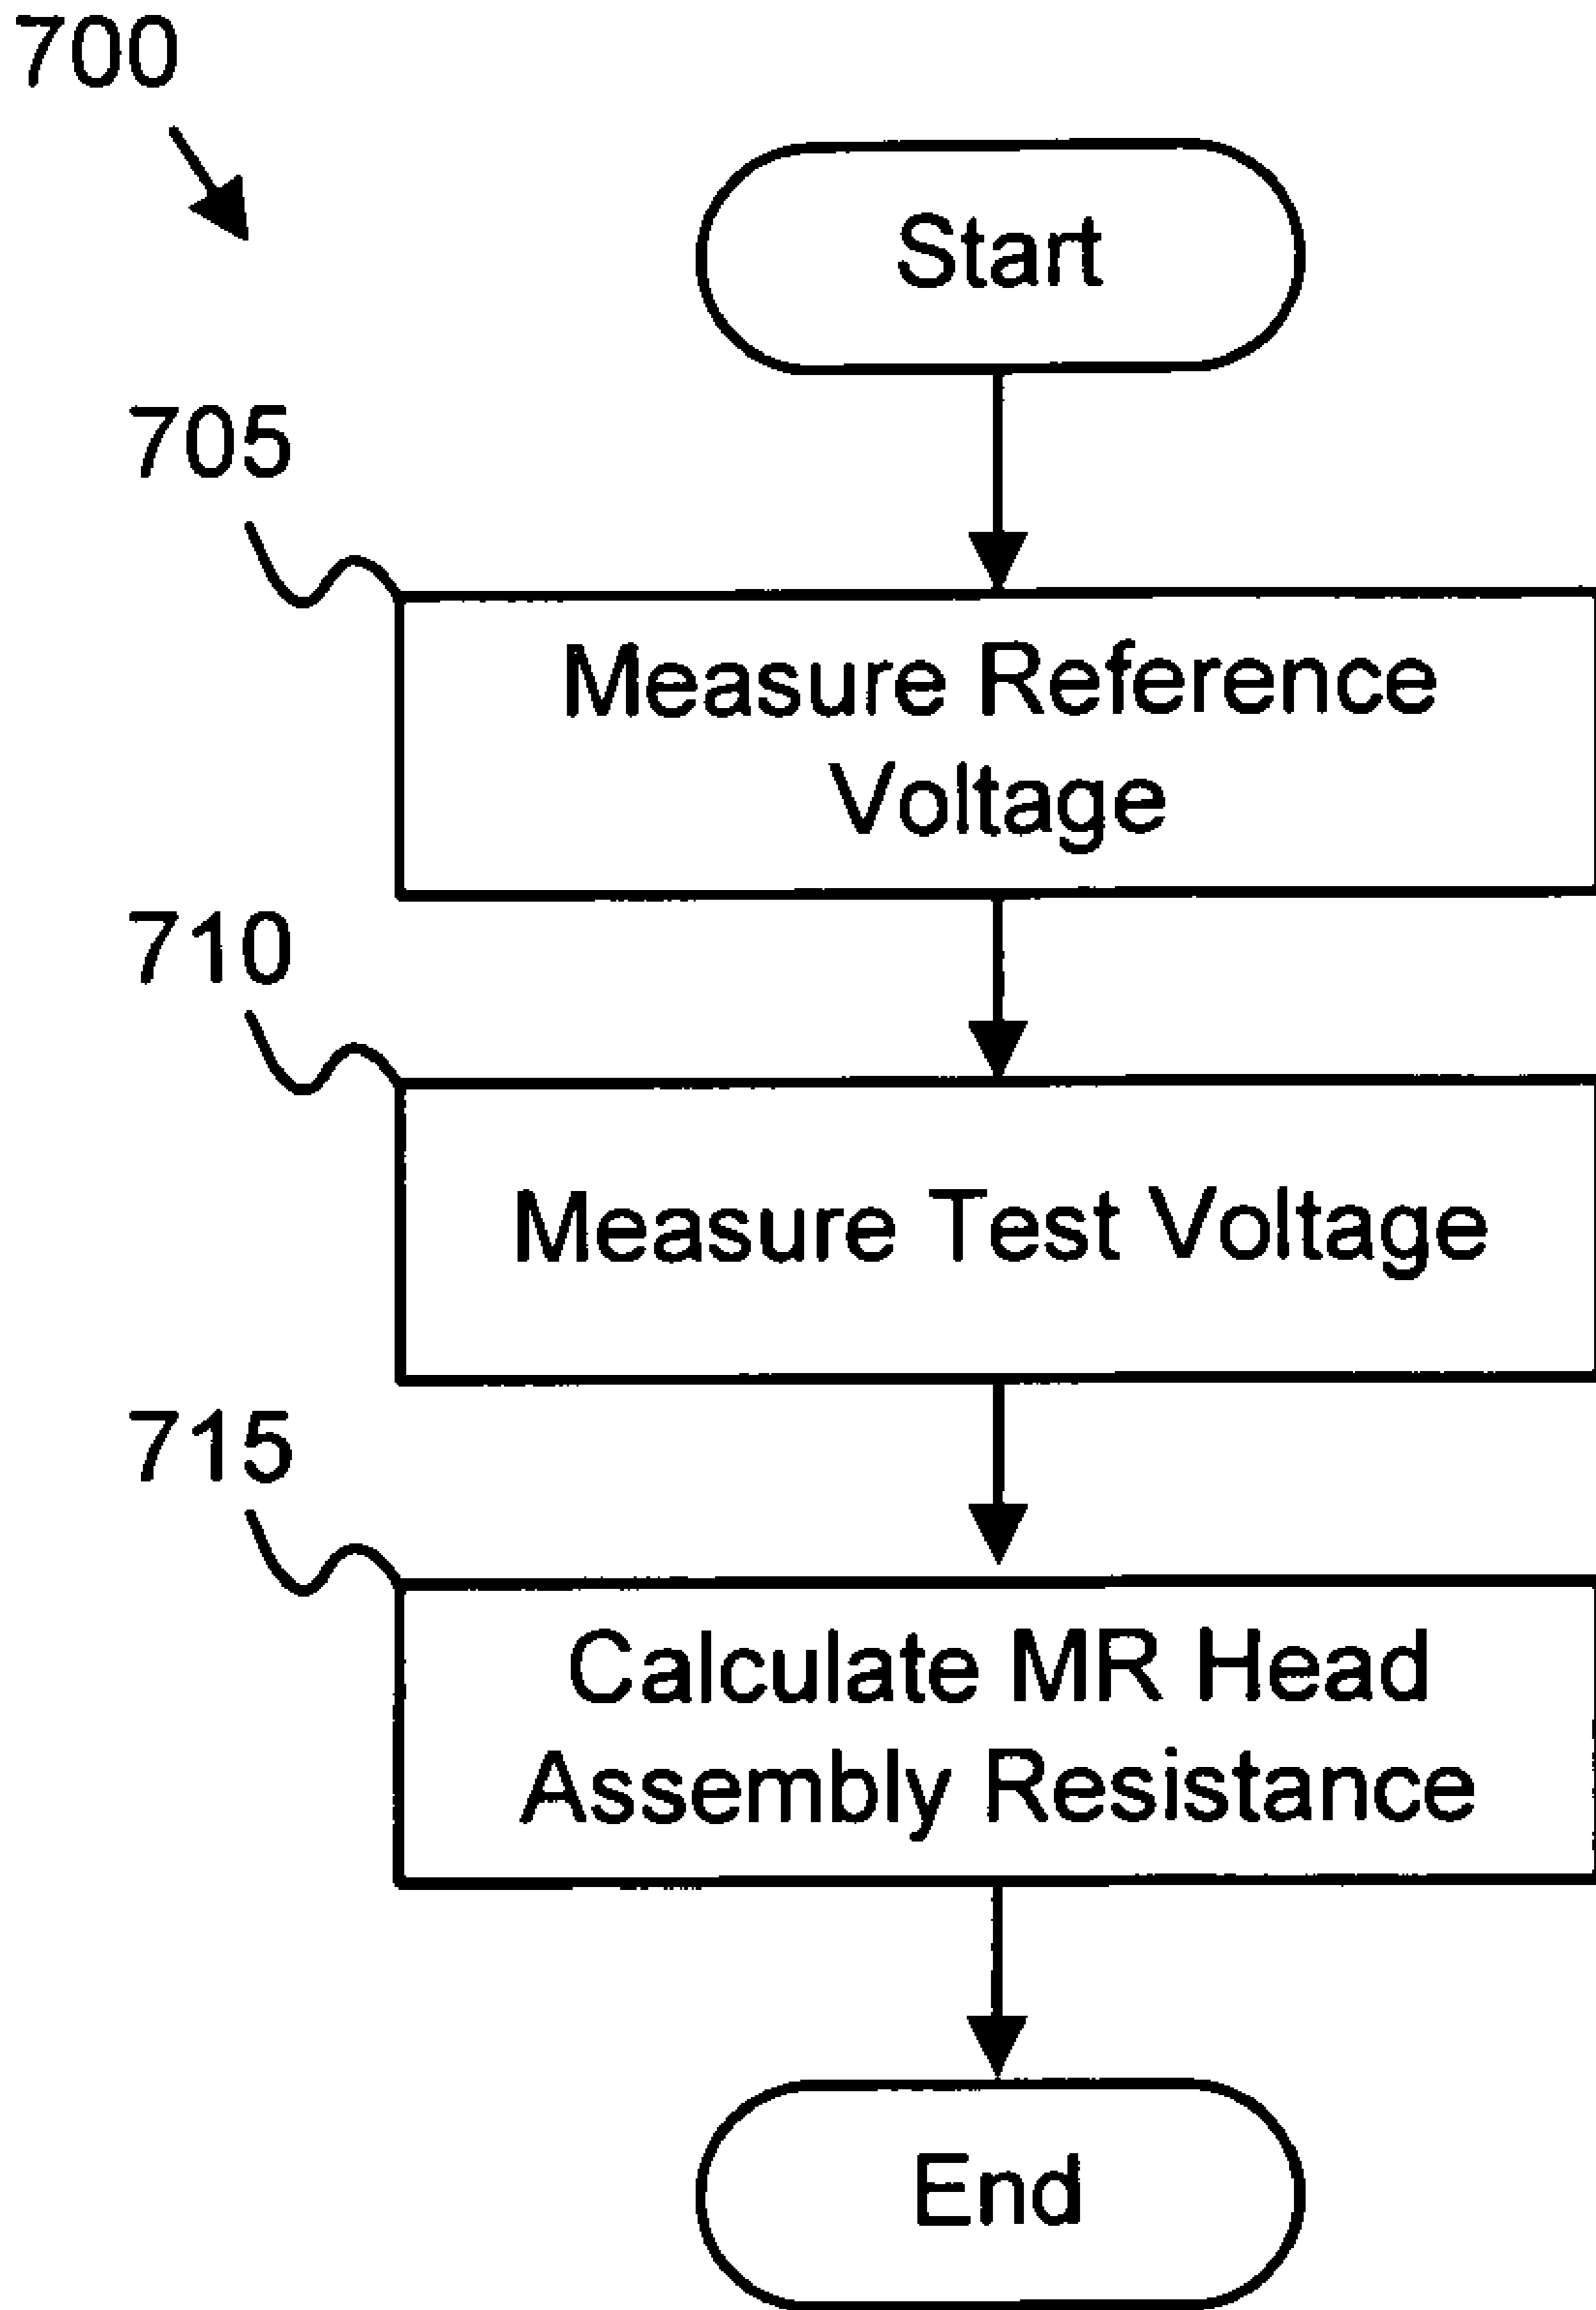 700
Start
705
Measure Reference
Voltage
710
Measure Test Voltage
715
Calculate MR Head
Assembly Resistance
End